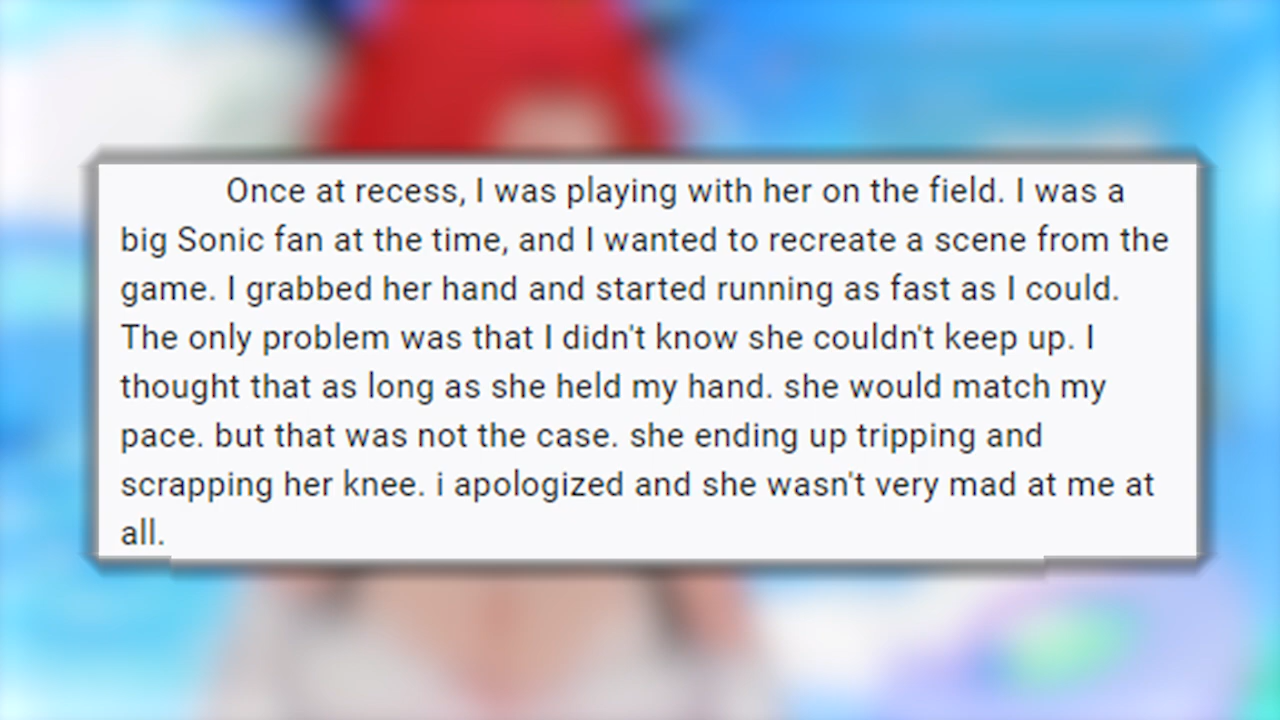 Once at recess, I was playing with her on the field. I was a
big Sonic fan at the time, and I wanted to recreate a scene from the
game. I grabbed her hand and started running as fast as I could.
The only problem was that I didn't know she couldn't keep up. I
thought that as long as she held my hand. she would match my
pace. but that was not the case. she ending up tripping and
scrapping her knee. i apologized and she wasn't very mad at me at
all.